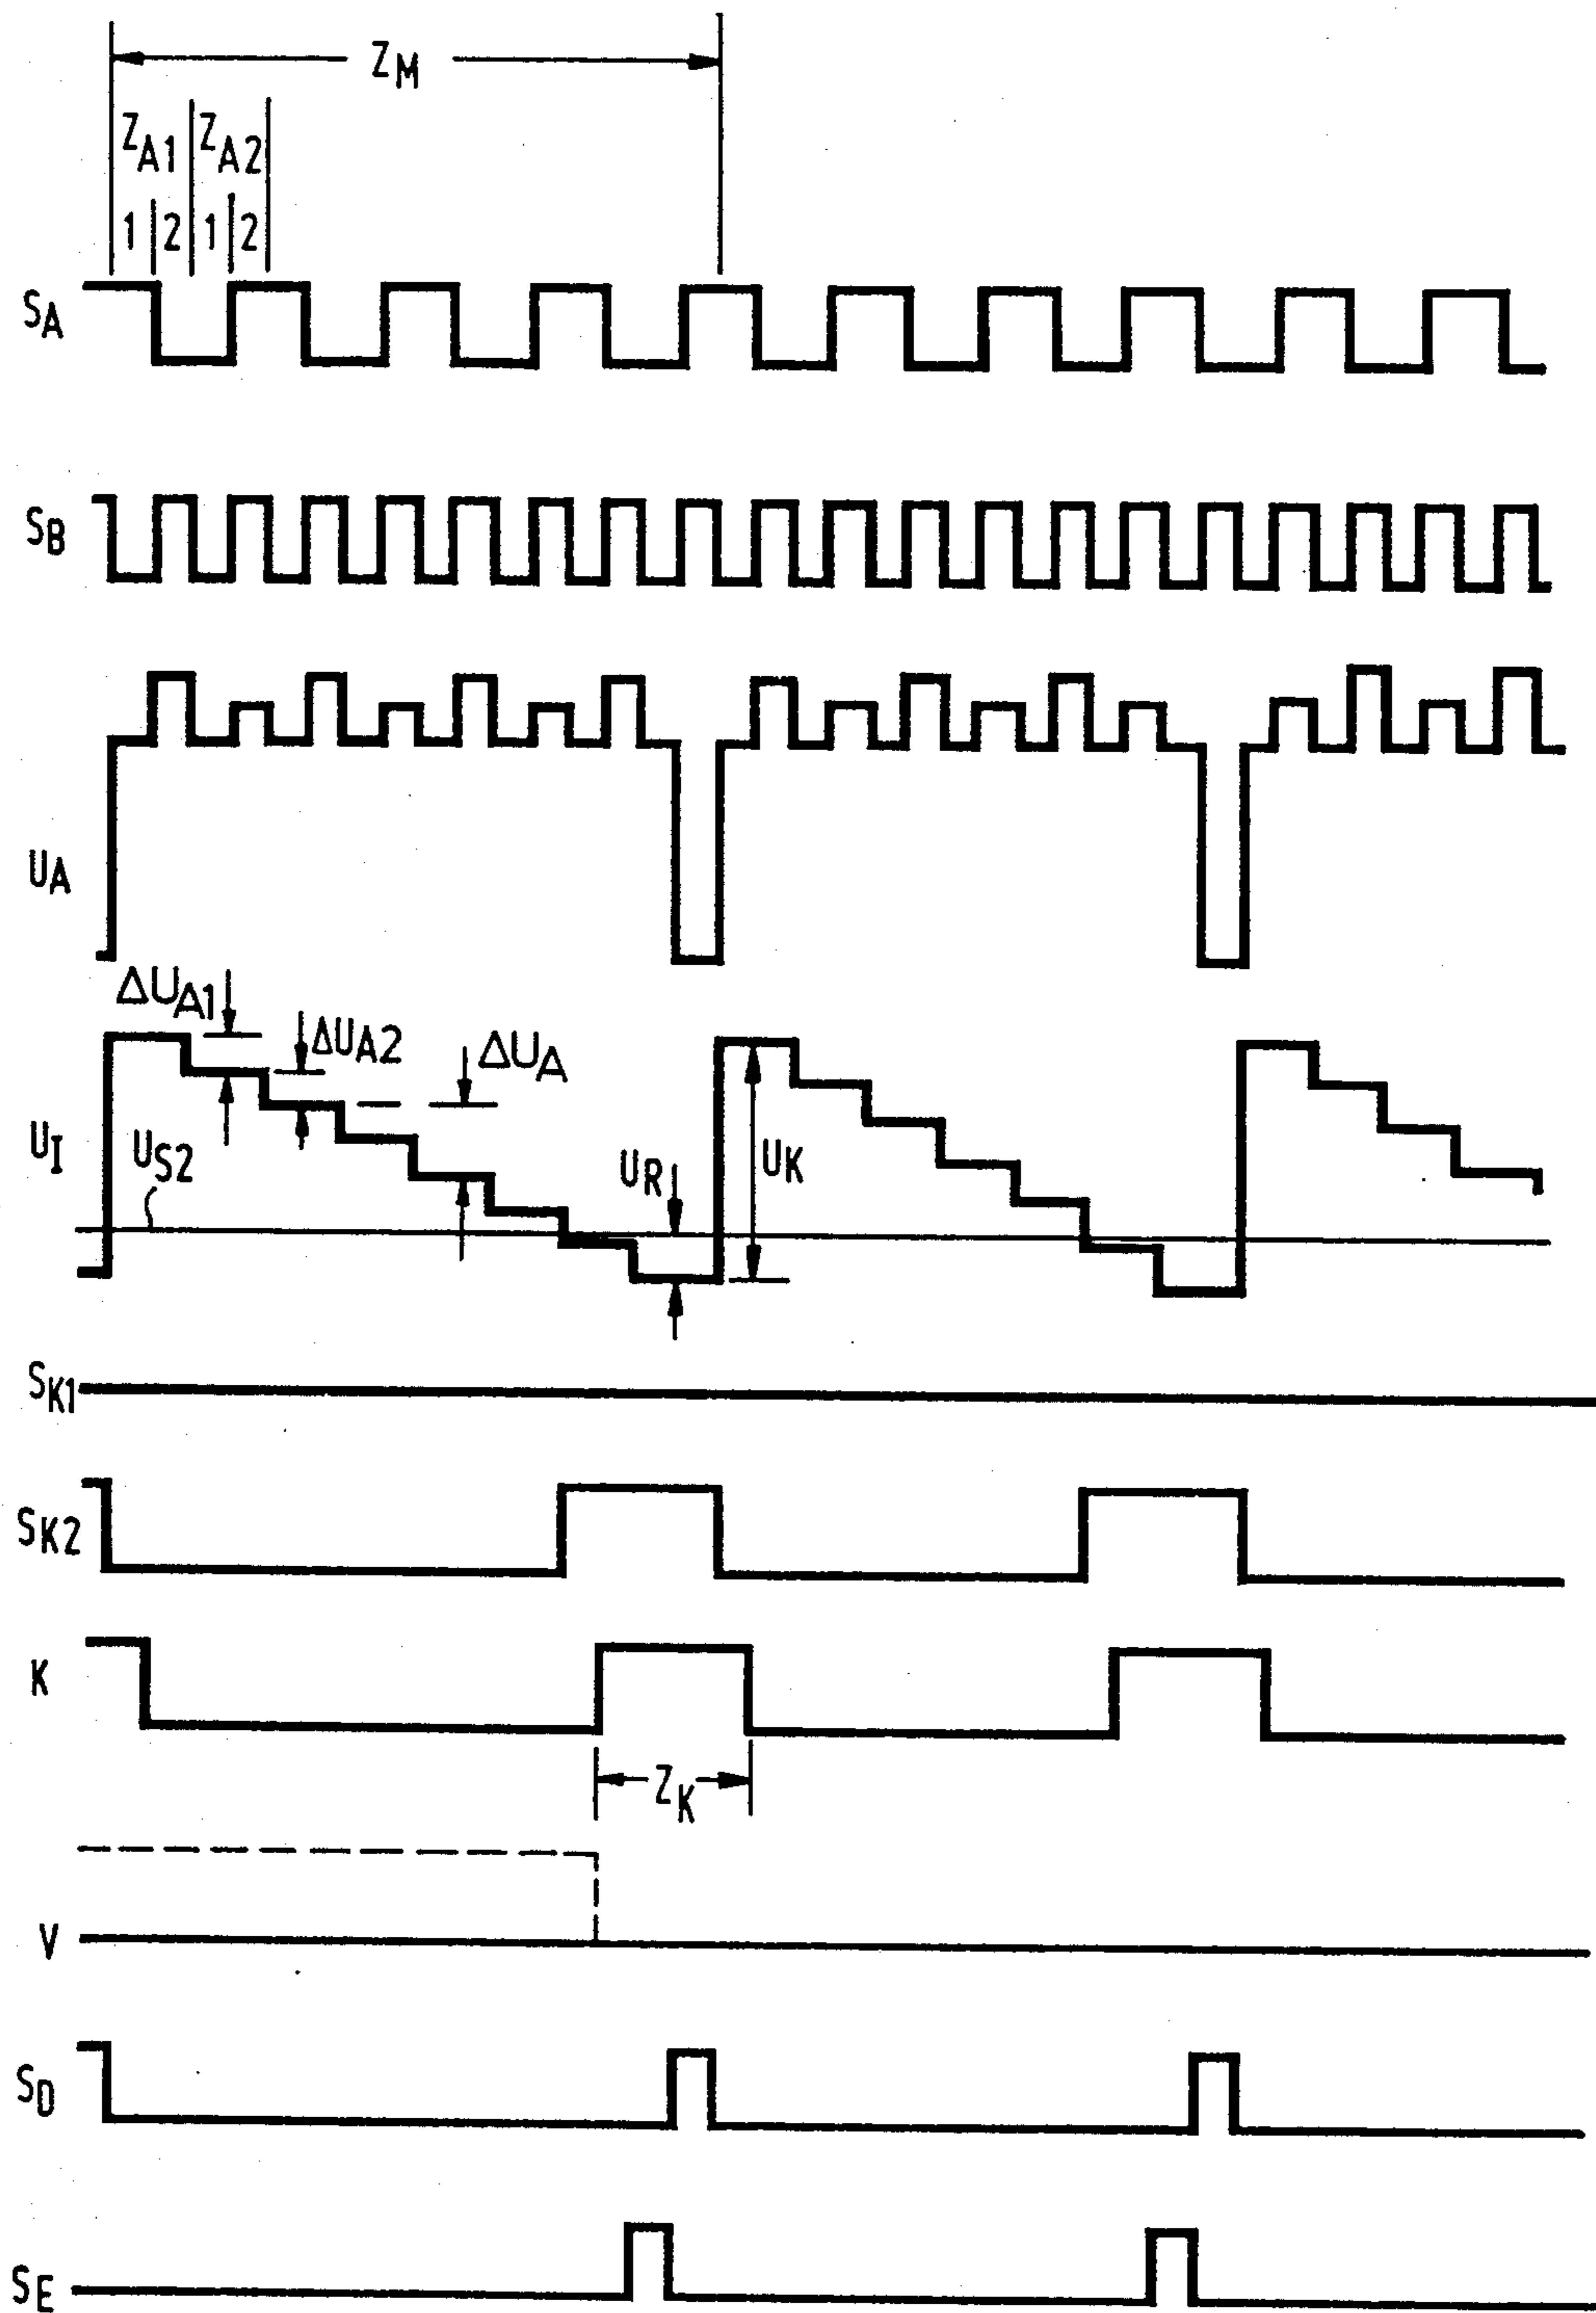 Z_M
Z_A1 Z_A2
1 2 1 2
S_A
S_B
U_A
ΔU_A1
ΔU_A2 ΔU_A
U_I U_S2 U_R U_K
S_K1
S_K2
K
Z_K
V
S_D
S_E